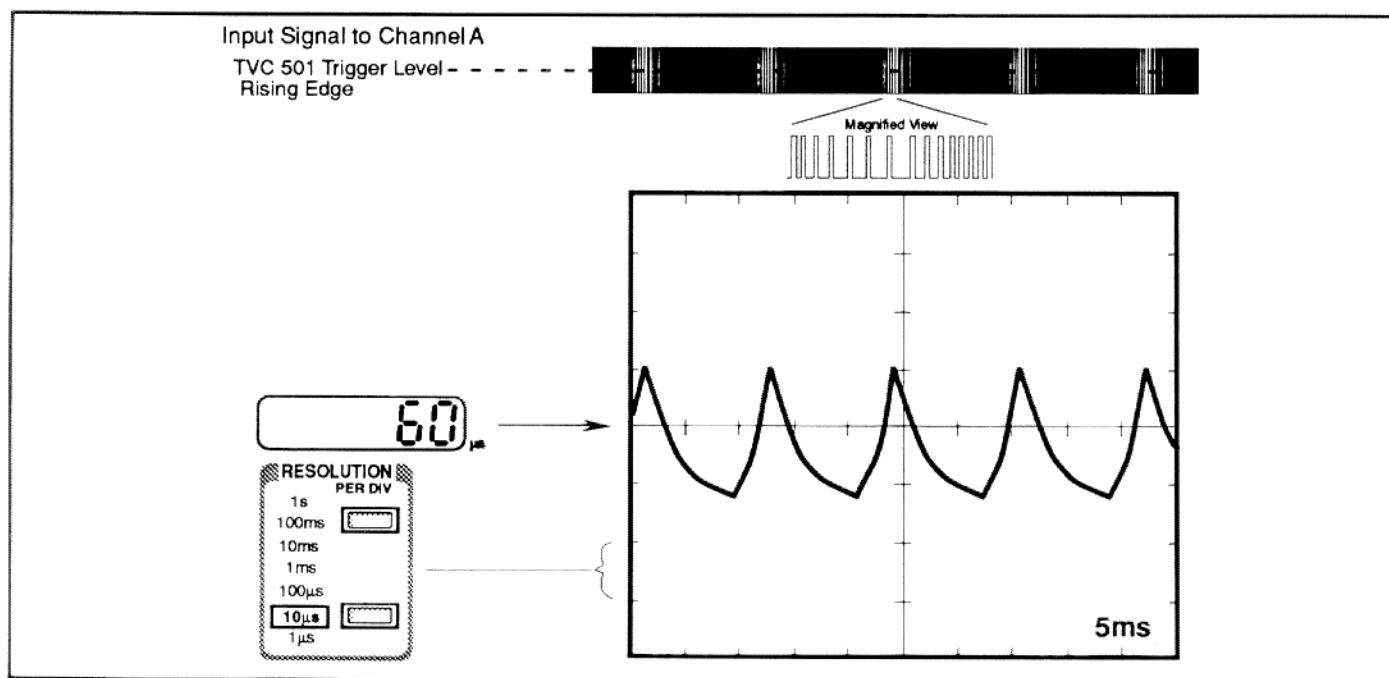 Input Signal to Channel A
TVC 501 Trigger Level
Rising Edge
Magnified View
60
µs
RESOLUTION
PER DIV
1s
100ms
10ms
1ms
100µs
10µs
1µs
5ms